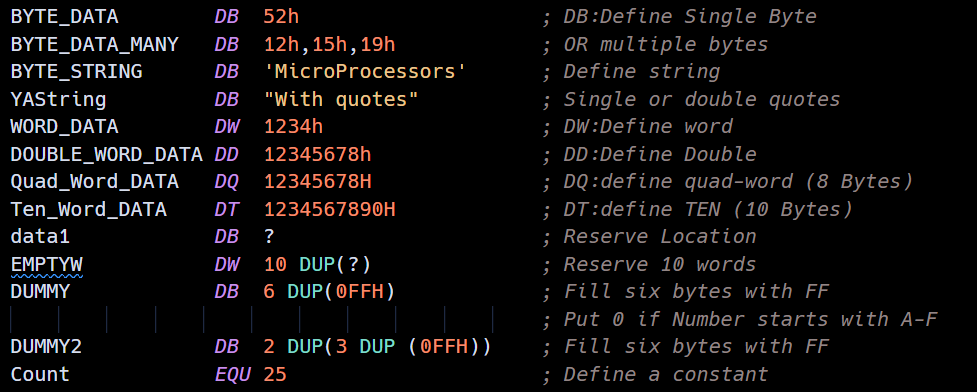 BYTE_DATA DB 52h ; DB:Define Single Byte
BYTE_DATA_MANY DB 12h,15h,19h ; OR multiple bytes
BYTE_STRING DB 'MicroProcessors' ; Define string
YAString DB "With quotes" ; Single or double quotes
WORD_DATA DW 1234h ; DW:Define word
DOUBLE_WORD_DATA DD 12345678h ; DD:Define Double
Quad_Word_DATA DQ 12345678H ; DQ:define quad-word (8 Bytes)
Ten_Word_DATA DT 1234567890H ; DT:define TEN (10 Bytes)
data1 DB ? ; Reserve Location
EMPTYW DW 10 DUP(?) ; Reserve 10 words
DUMMY DB 6 DUP(0FFH) ; Fill six bytes with FF
; Put 0 if Number starts with A-F
DUMMY2 DB 2 DUP(3 DUP (0FFH)) ; Fill six bytes with FF
Count EQU 25 ; Define a constant